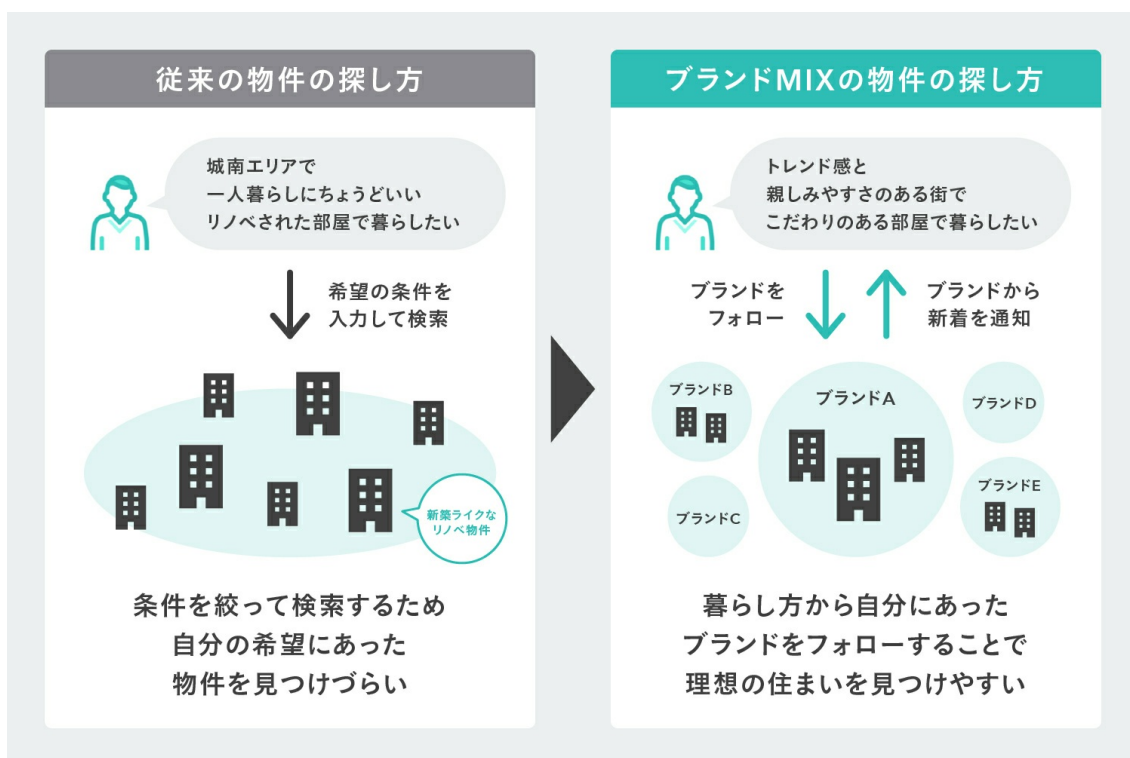 従来の物件の探し方
城南エリアで
一人暮らしにちょうどいい
リノベされた部屋で暮らしたい
希望の条件を
入力して検索
新築ライクな
リノベ物件
条件を絞って検索するため
自分の希望にあった
物件を見つけづらい
ブランドMIXの物件の探し方
トレンド感と
親しみやすさのある街で
こだわりのある部屋で暮らしたい
ブランドを
フォロー
ブランドから
新着を通知
ブランドB
ブランドA
ブランドD
ブランドC
ブランドE
暮らし方から自分にあった
ブランドをフォローすることで
理想の住まいを見つけやすい